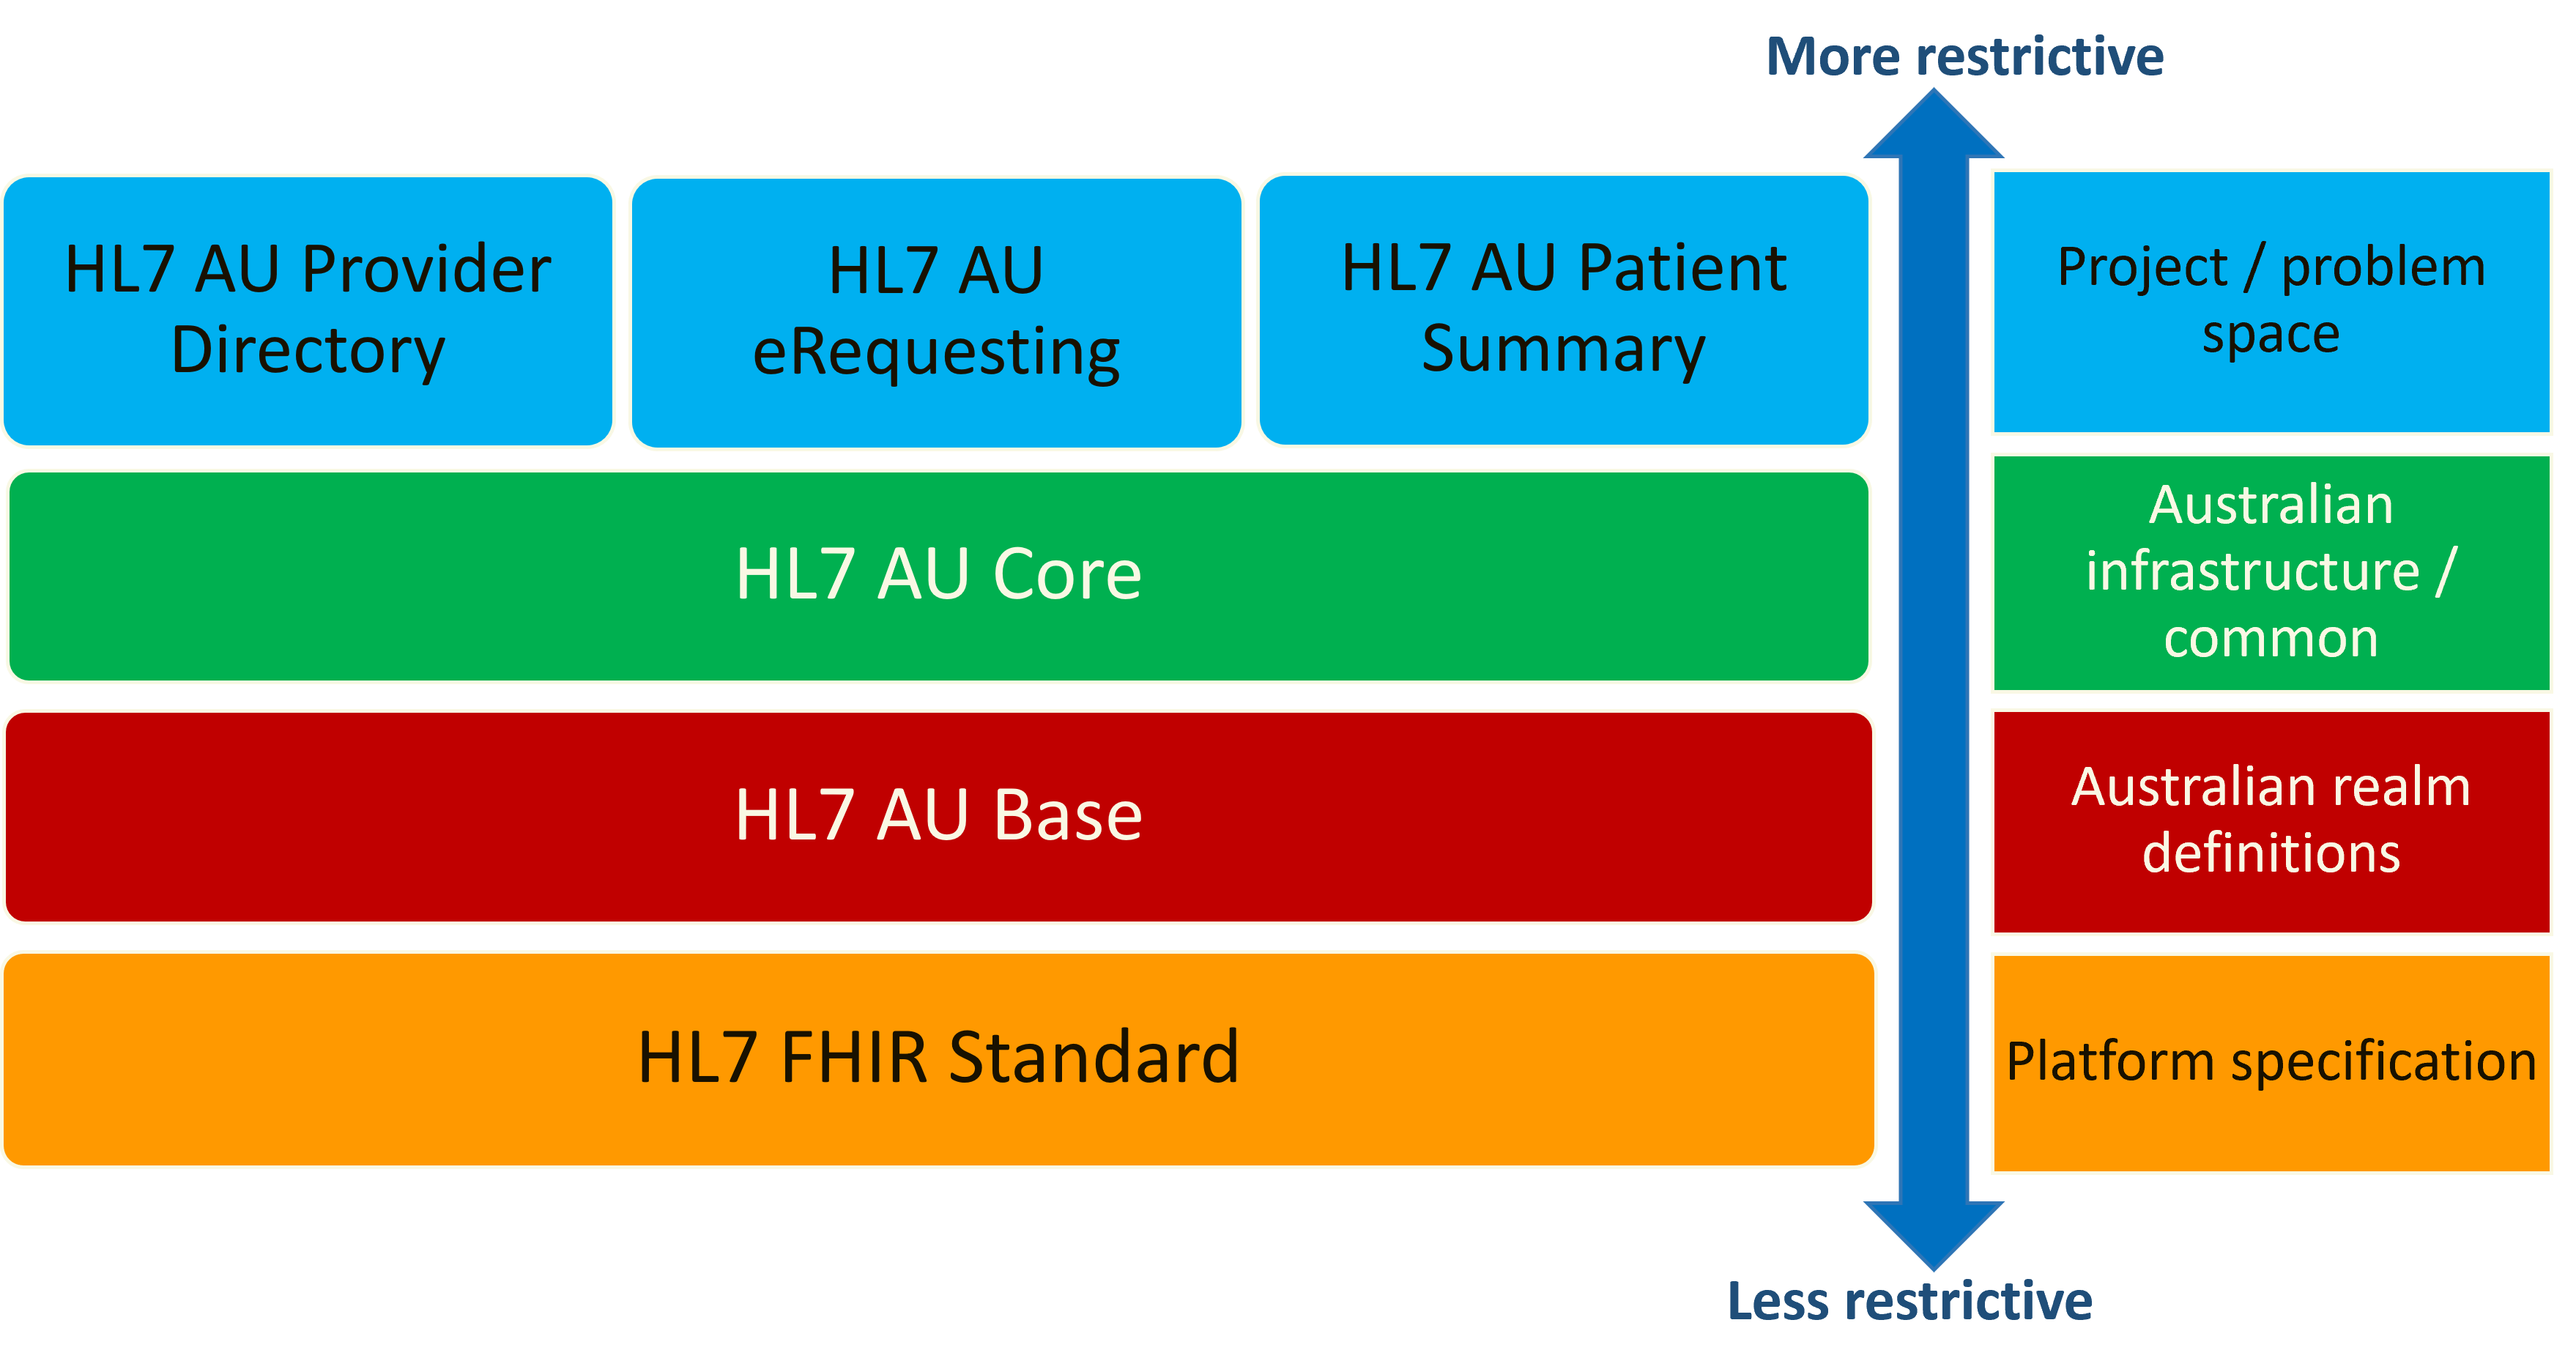 More restrictive
HL7 AU Provider
Directory
HL7 AU
eRequesting
HL7 AU Patient
Summary
Project / problem
space
HL7 AU Core
Australian
infrastructure /
common
HL7 AU Base
Australian realm
definitions
HL7 FHIR Standard
Platform specification
Less restrictive